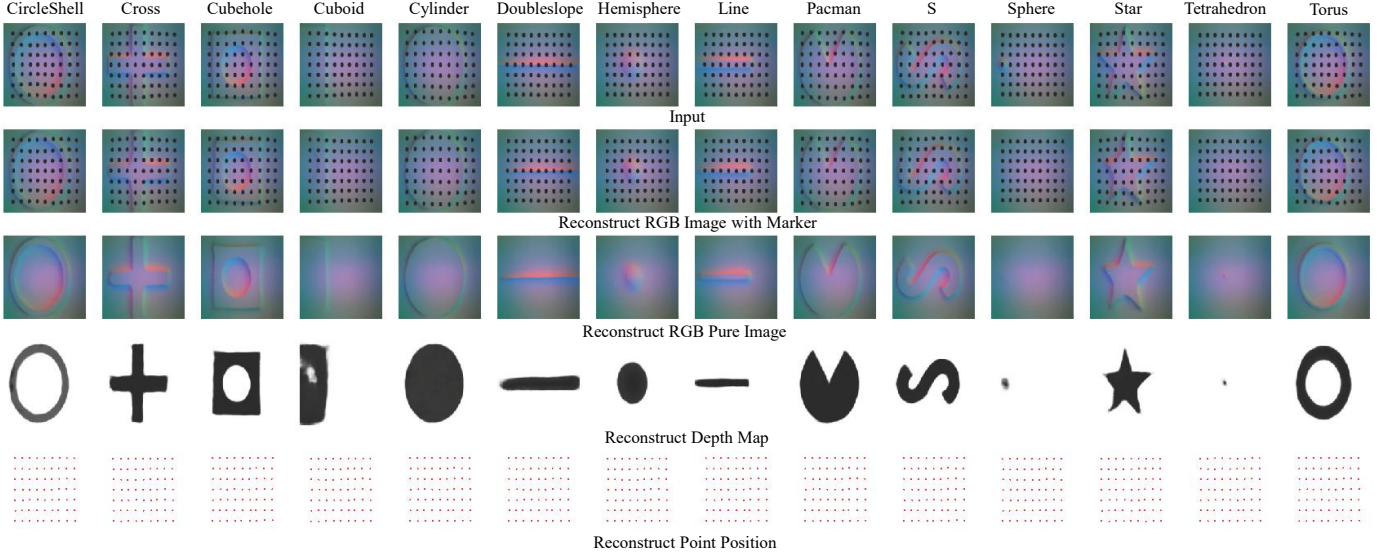 CircleShell Cross Cubehole Cuboid Cylinder Doubleslope Hemisphere Line Pacman S Sphere Star Tetrahedron Torus
Input
Reconstruct RGB Image with Marker
Reconstruct RGB Pure Image
Reconstruct Depth Map
Reconstruct Point Position